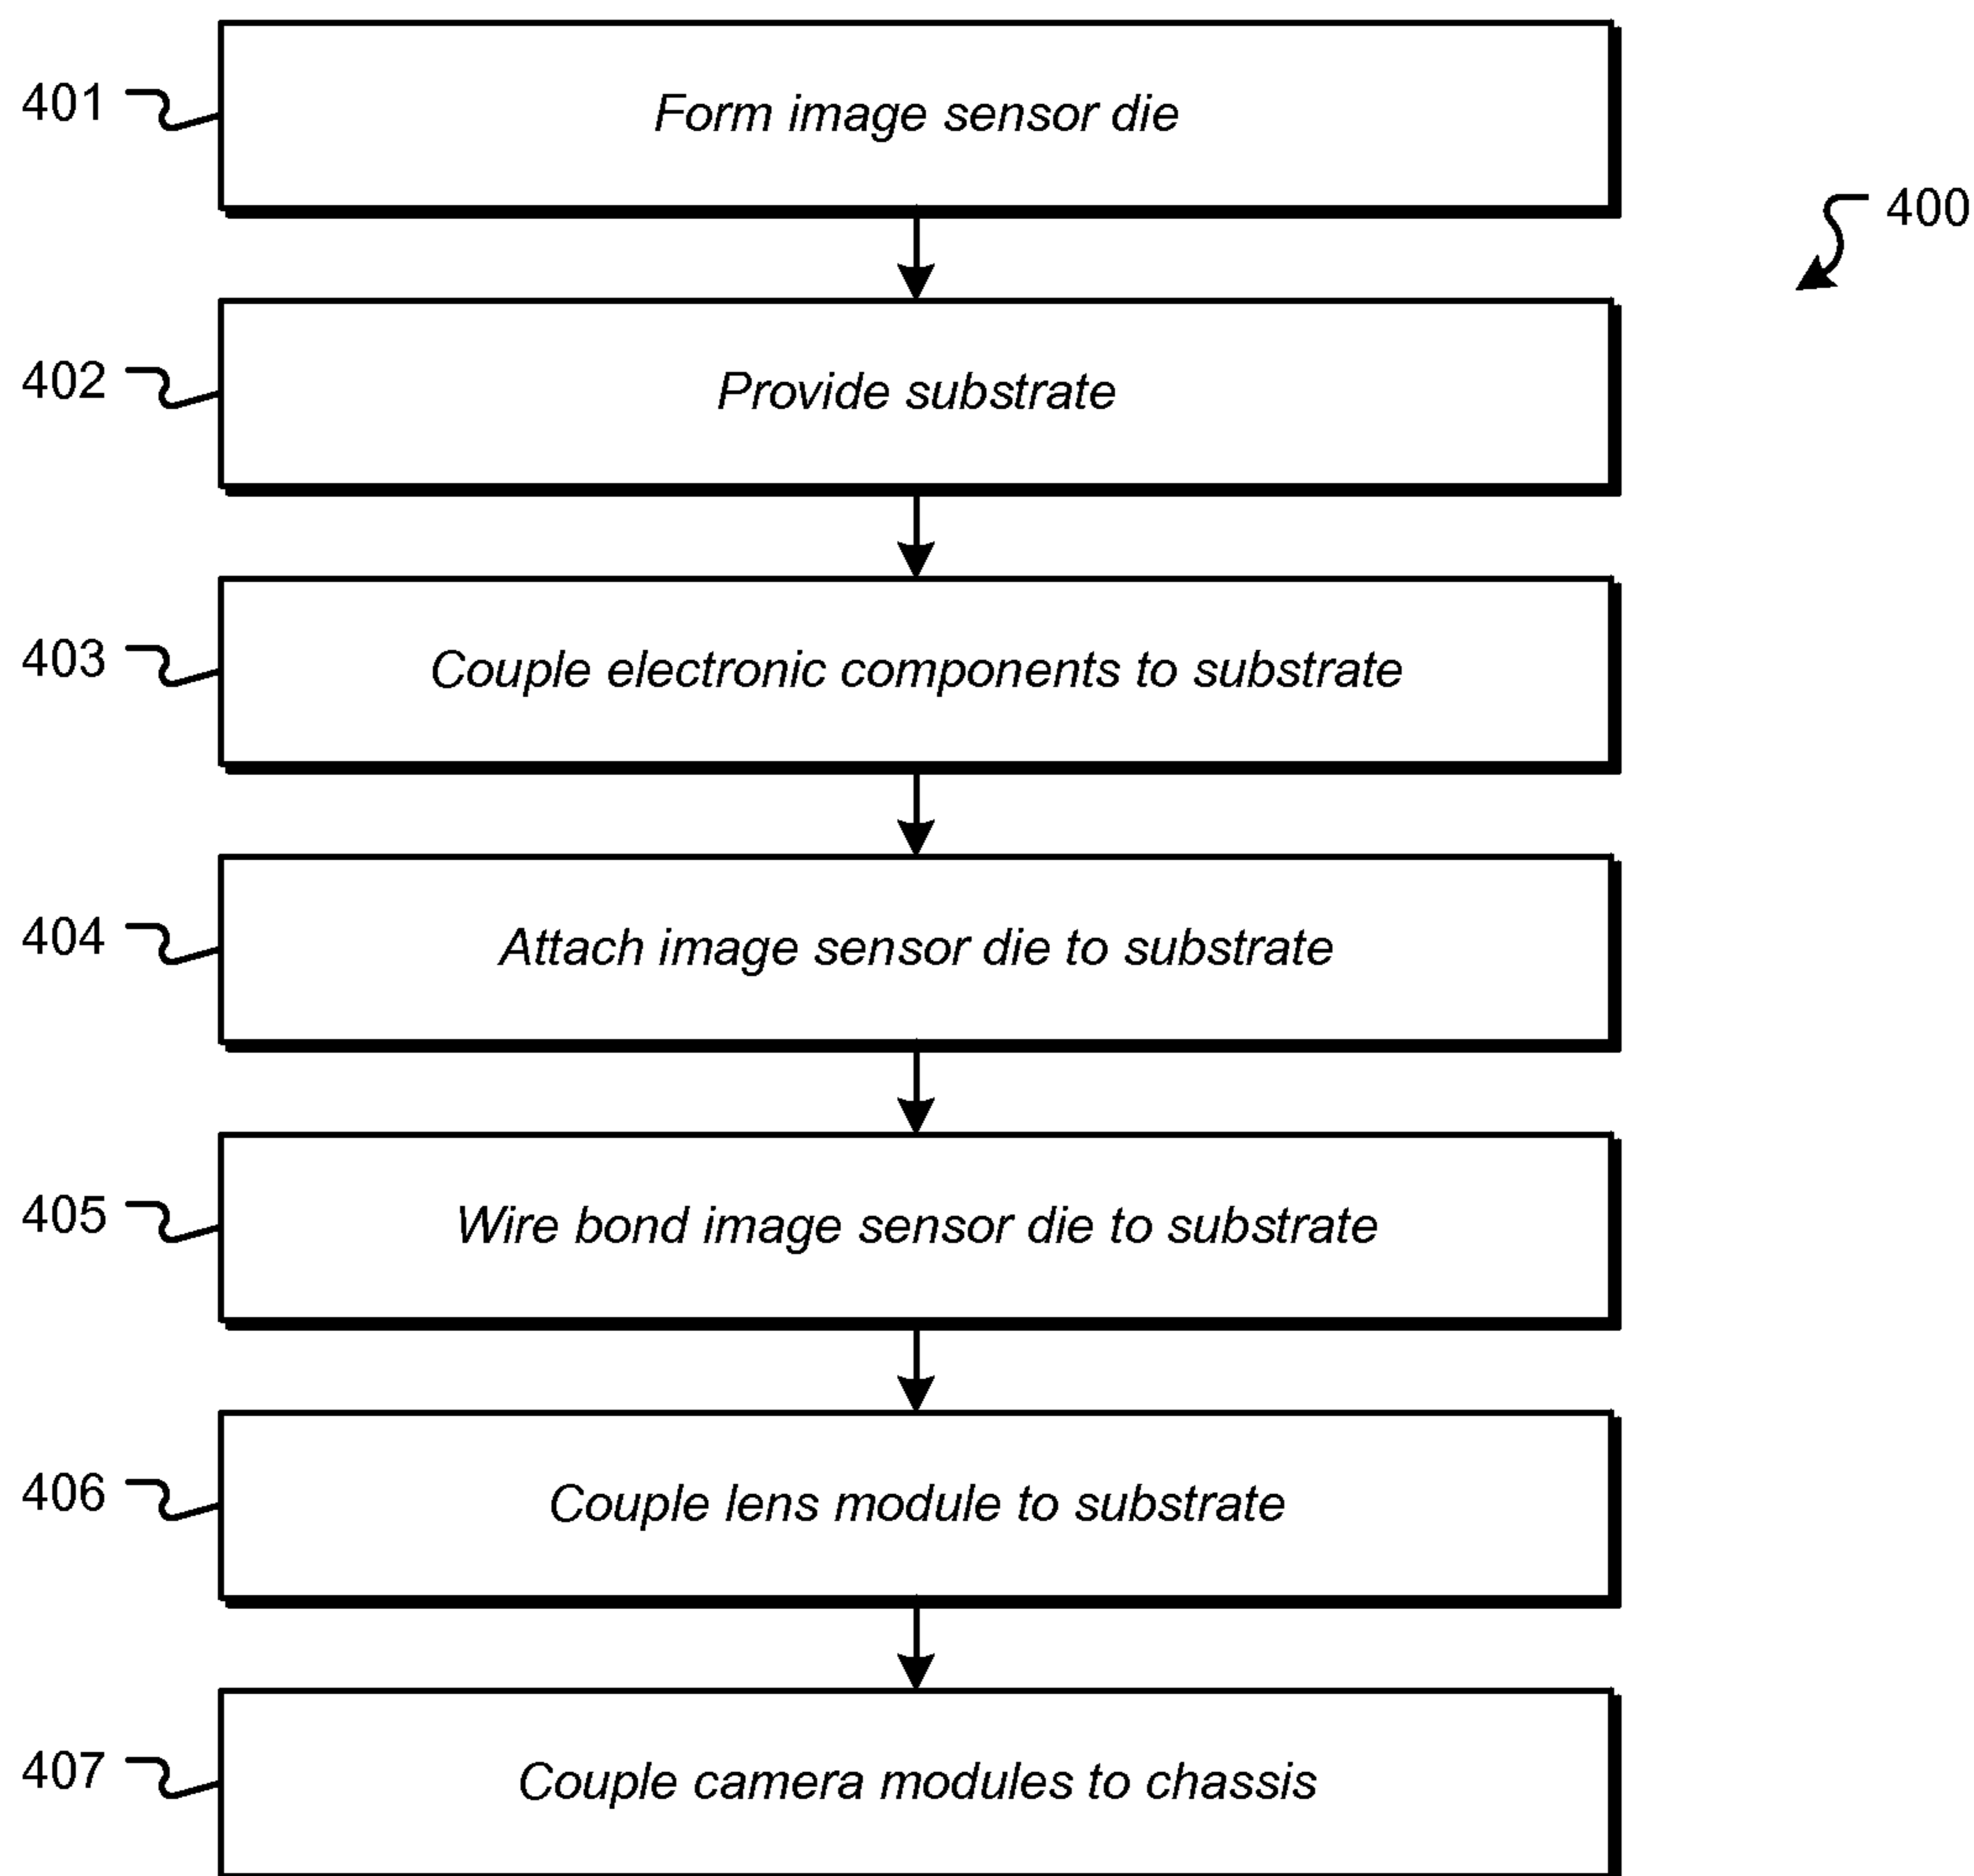 401 Form image sensor die
400
402 Provide substrate
403 Couple electronic components to substrate
404 Attach image sensor die to substrate
405 Wire bond image sensor die to substrate
406 Couple lens module to substrate
407 Couple camera modules to chassis